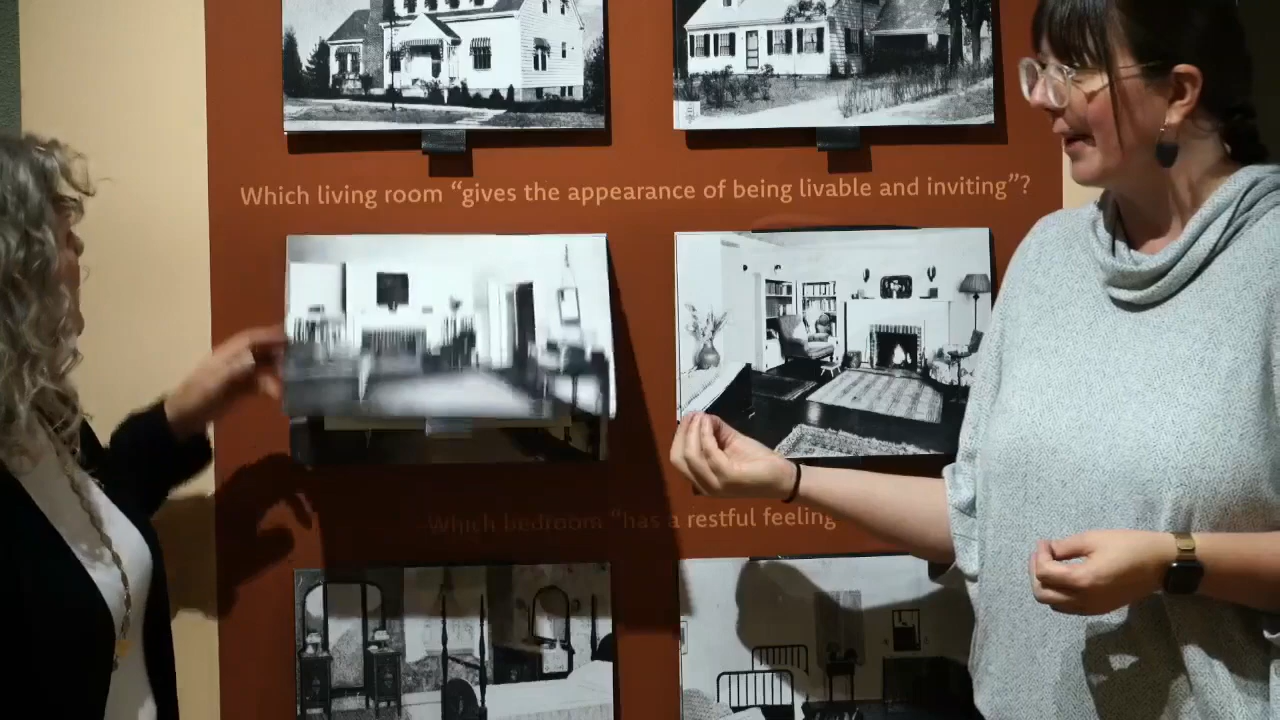 Which living room “gives the appearance of being livable and inviting”?
Which bedroom “has a restful feeling